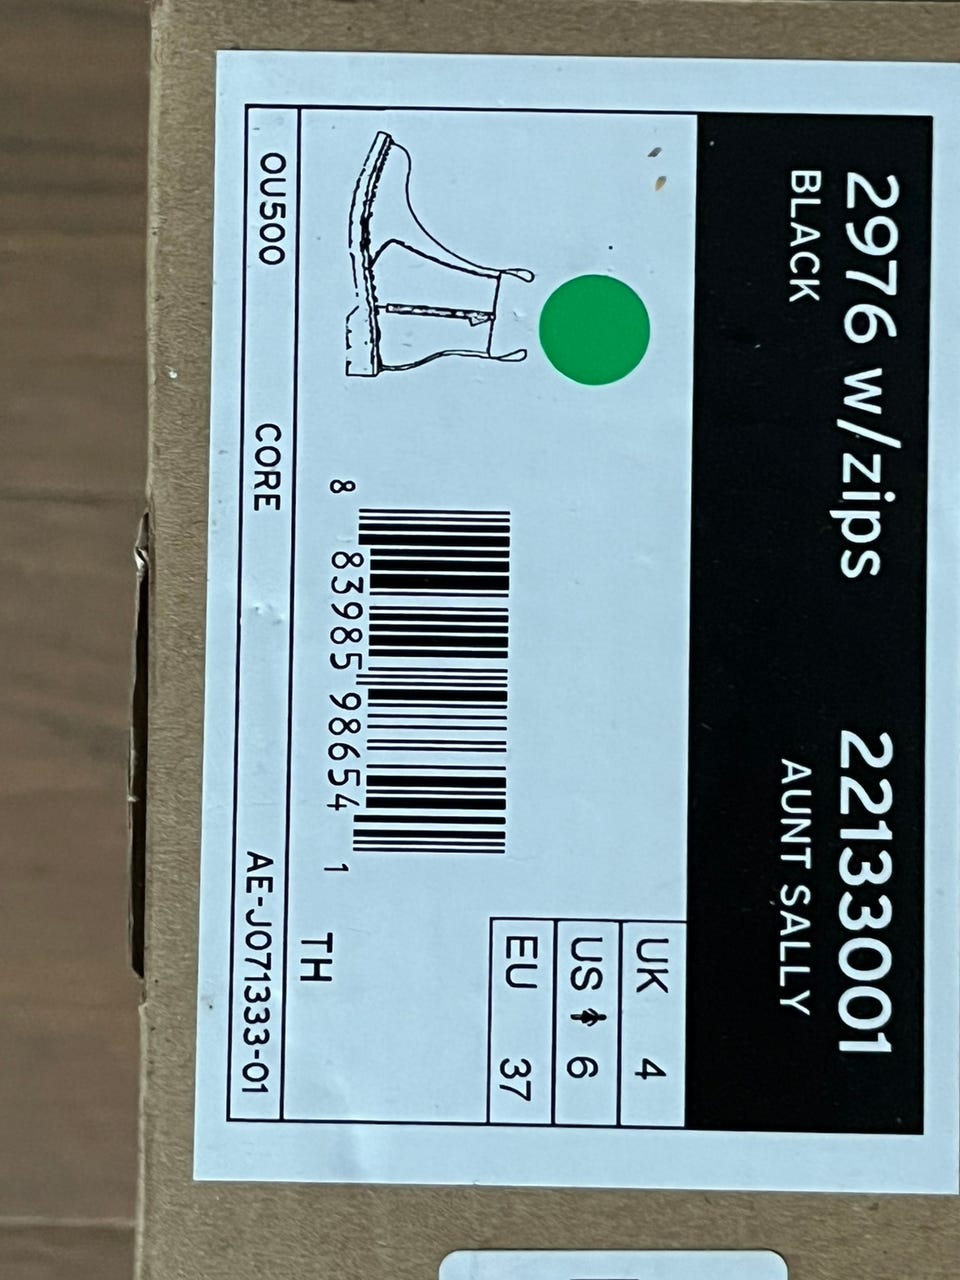 2976 w/zips 22133001
BLACK AUNT SALLY
UK 4
US 6
EU 37
8 83985 98654 1
TH
OU500 CORE AE-J071333-01